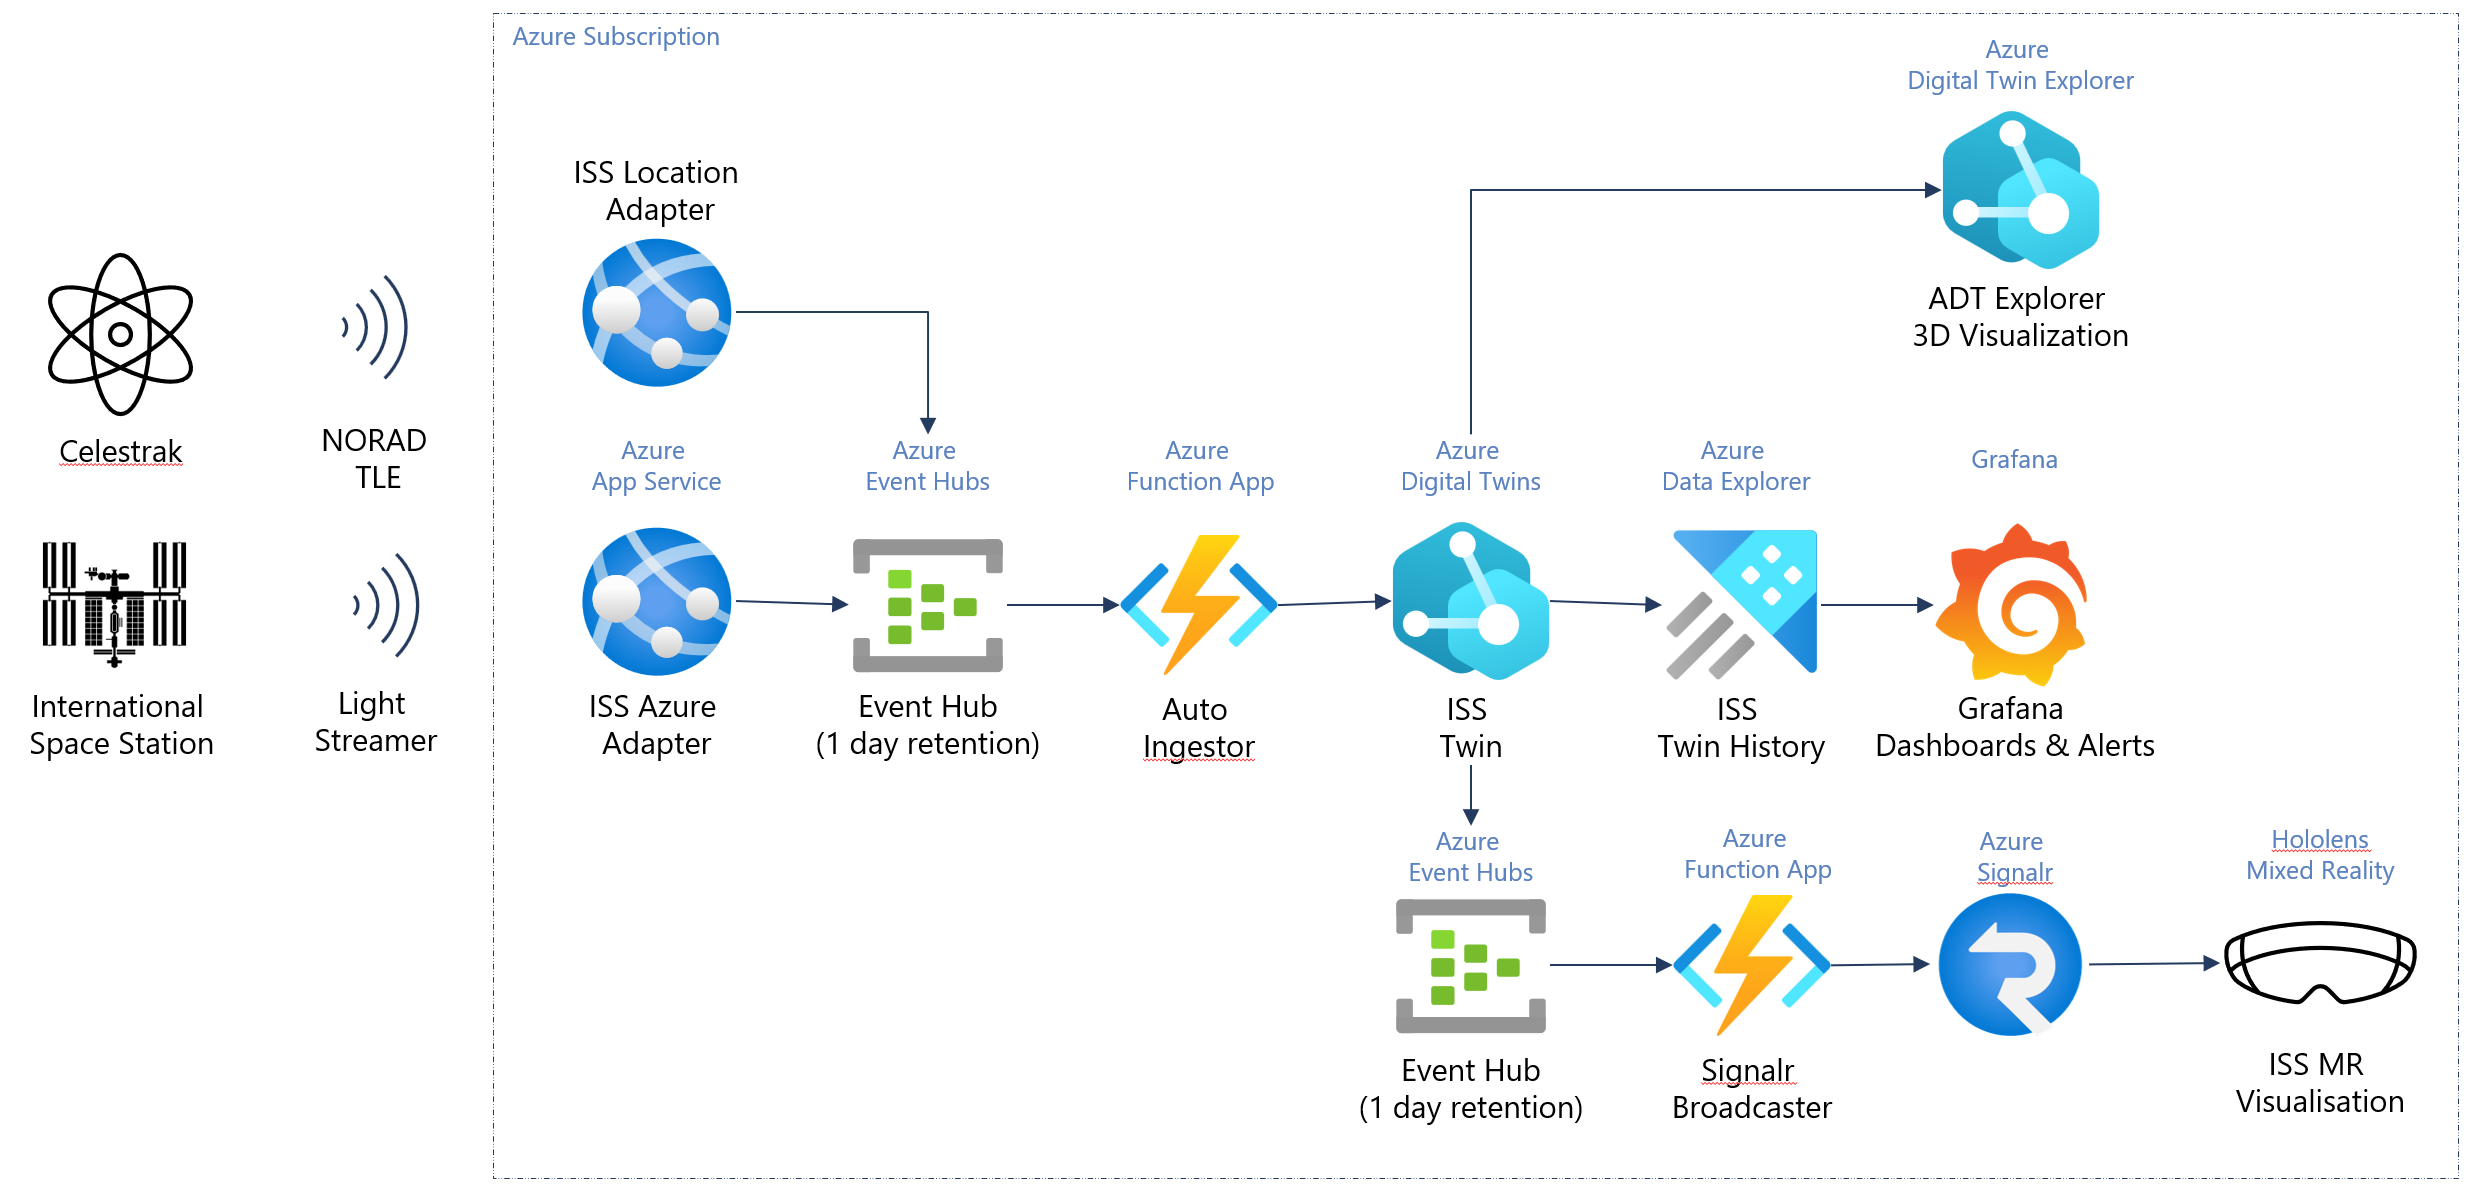 Azure Subscription
Azure
Digital Twin Explorer
ISS Location
Adapter
ADT Explorer
3D Visualization
Celestrak
NORAD
TLE
Azure
App Service
Azure
Event Hubs
Azure
Function App
Azure
Digital Twins
Azure
Data Explorer
Grafana
International
Space Station
Light
Streamer
ISS Azure
Adapter
Event Hub
(1 day retention)
Auto
Ingestor
ISS
Twin
ISS
Twin History
Grafana
Dashboards & Alerts
Azure
Event Hubs
Azure
Function App
Azure
Signalr
Hololens
Mixed Reality
Event Hub
(1 day retention)
Signalr
Broadcaster
ISS MR
Visualisation